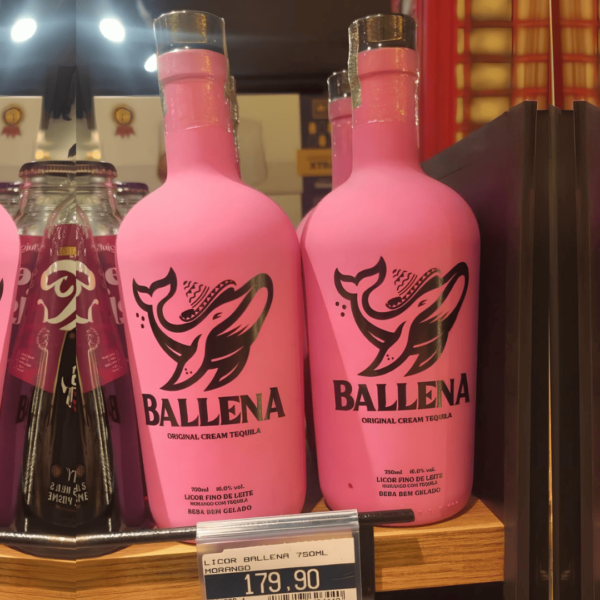 BALLENA
ORIGINAL CREAM TEQUILA
750ml 16.0% vol.
LICOR FINO DE LEITE
MORANGO COM TEQUILA
BEBA BEM GELADO
BALLENA
ORIGINAL CREAM TEQUILA
750ml 16.0% vol.
LICOR FINO DE LEITE
MORANGO COM TEQUILA
BEBA BEM GELADO
LICOR BALLENA 750ML
MORANGO
179,90